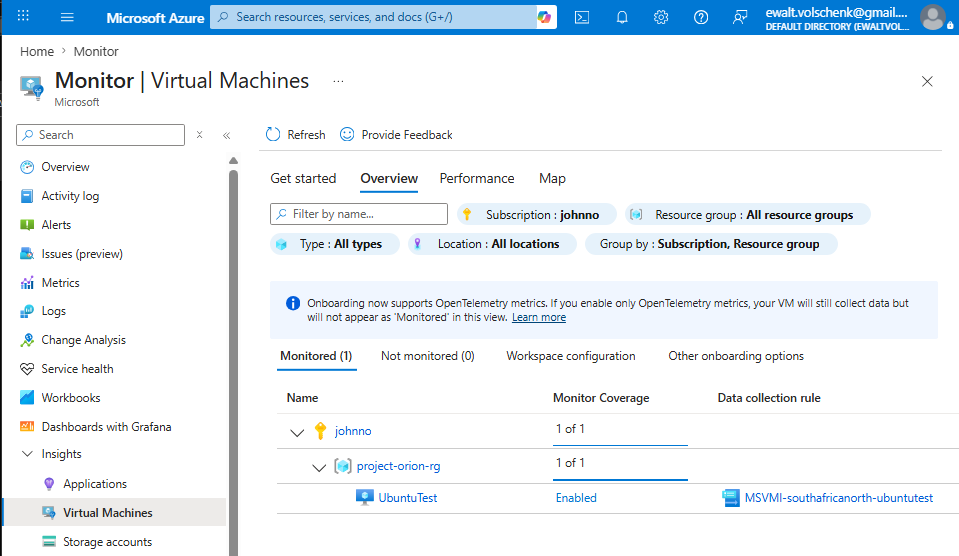 Microsoft Azure
Search resources, services, and docs (G+/)
ewalt.volschenk@gmail....
DEFAULT DIRECTORY (EWALTVOL...
Home > Monitor
Monitor | Virtual Machines ...
Microsoft
Search
Refresh
Provide Feedback
Overview
Activity log
Alerts
Issues (preview)
Metrics
Logs
Change Analysis
Service health
Workbooks
Dashboards with Grafana
Insights
Applications
Virtual Machines
Storage accounts
Get started Overview Performance Map
Filter by name...
Subscription : johnno
Resource group : All resource groups
Type : All types
Location : All locations
Group by : Subscription, Resource group
Onboarding now supports OpenTelemetry metrics. If you enable only OpenTelemetry metrics, your VM will still collect data but
will not appear as 'Monitored' in this view. Learn more
Monitored (1) Not monitored (0) Workspace configuration Other onboarding options
Name Monitor Coverage Data collection rule
johnno 1 of 1
project-orion-rg 1 of 1
UbuntuTest Enabled MSVMI-southafricanorth-ubuntutest